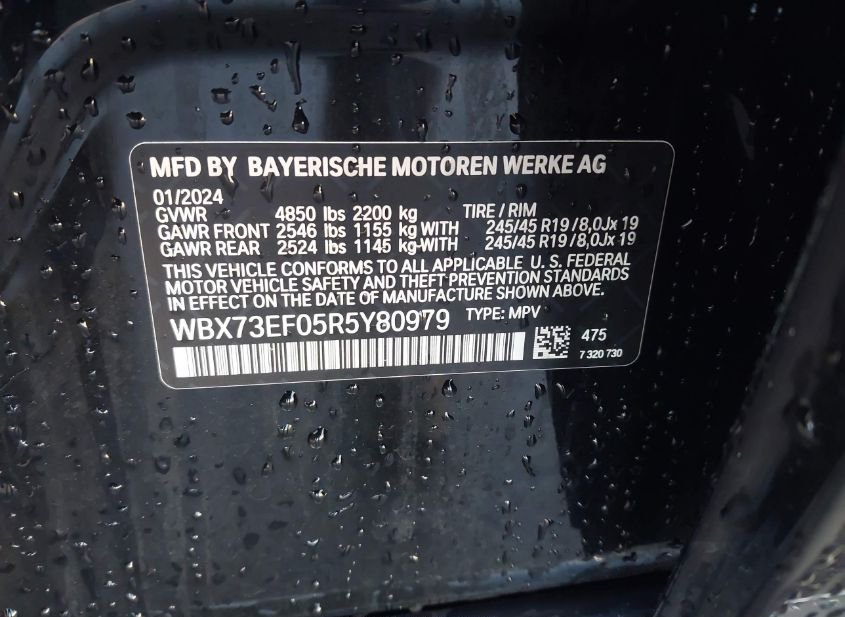 MFD BY BAYERISCHE MOTOREN WERKE AG
01/2024
GVWR 4850 lbs 2200 kg TIRE / RIM
GAWR FRONT 2546 lbs 1155 kg WITH 245/45 R19 /8,0Jx 19
GAWR REAR 2524 lbs 1145 kg-WITH 245/45 R19 /8,0Jx 19
THIS VEHICLE CONFORMS TO ALL APPLICABLE U. S. FEDERAL
MOTOR VEHICLE SAFETY AND THEFT PREVENTION STANDARDS
IN EFFECT ON THE DATE OF MANUFACTURE SHOWN ABOVE.
WBX73EF05R5Y80979 TYPE: MPV
475
7 320 730